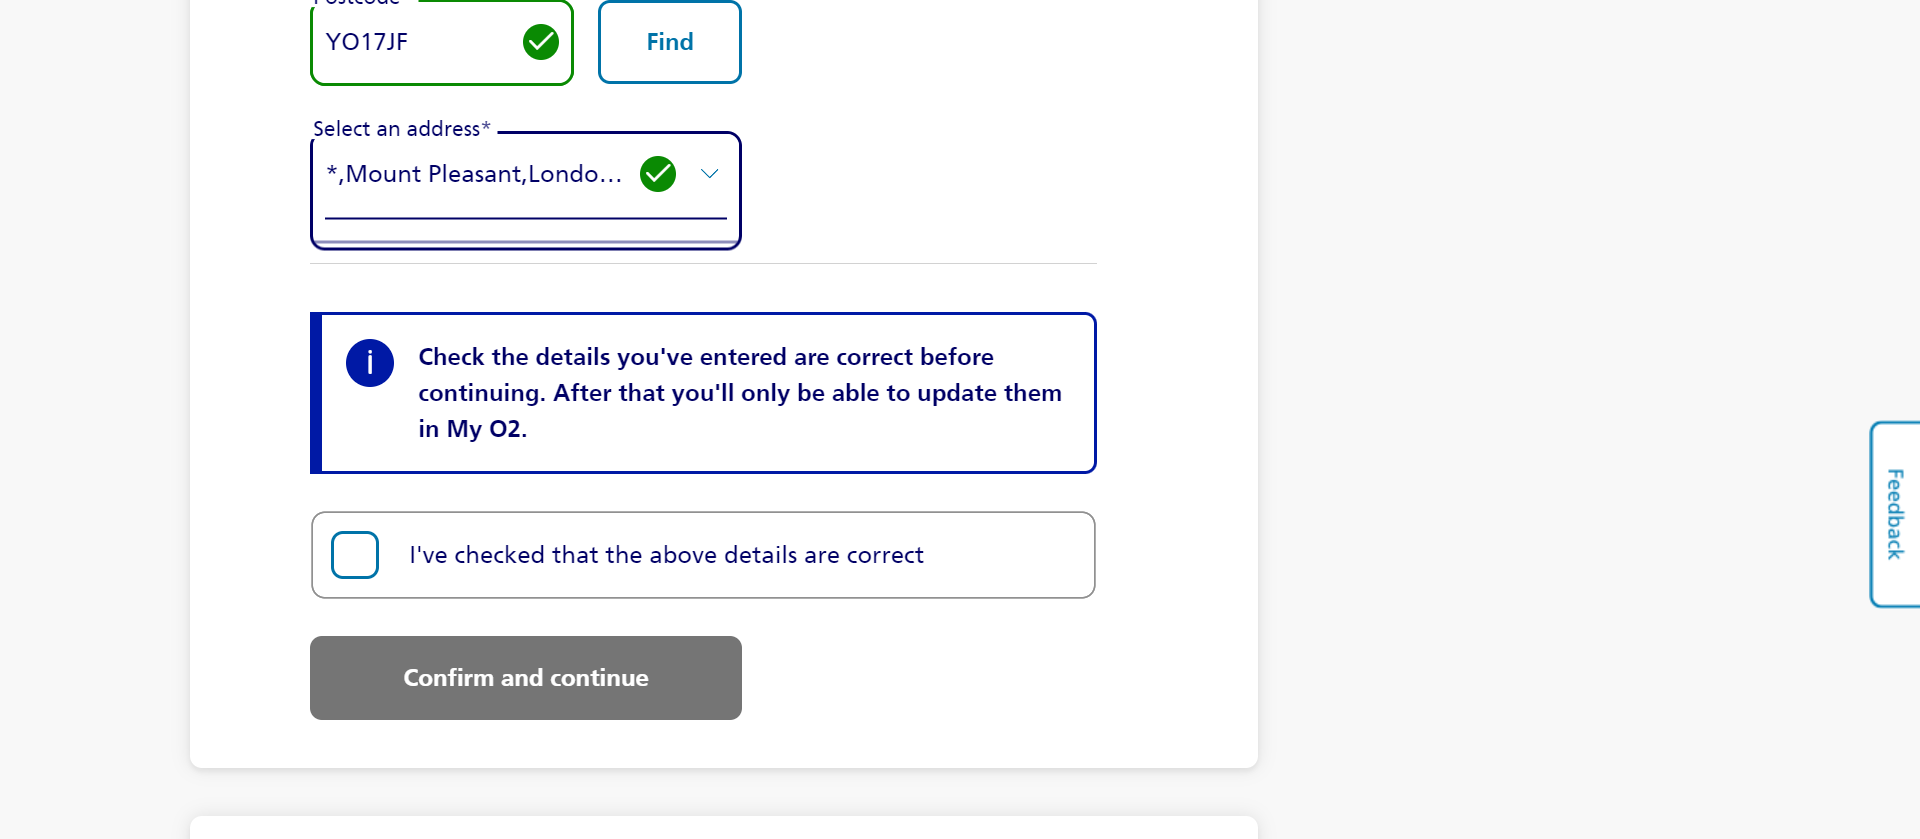 Postcode
YO17JF
Find
Select an address*
*,Mount Pleasant,Londo...
Check the details you've entered are correct before
continuing. After that you'll only be able to update them
in My O2.
I've checked that the above details are correct
Confirm and continue
Feedback